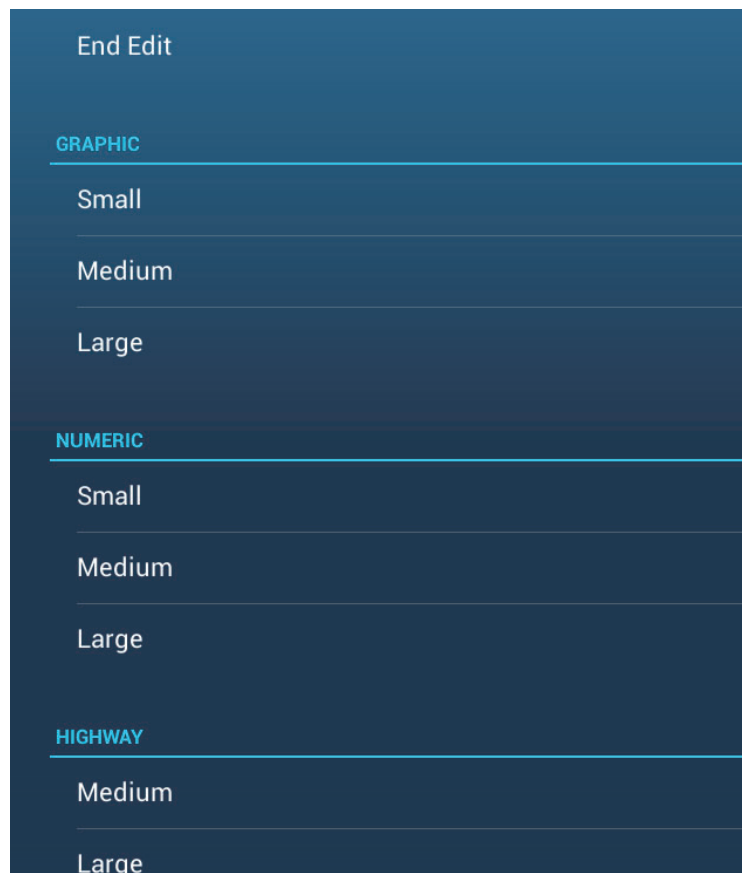 End Edit
GRAPHIC
Small
Medium
Large
NUMERIC
Small
Medium
Large
HIGHWAY
Medium
Large